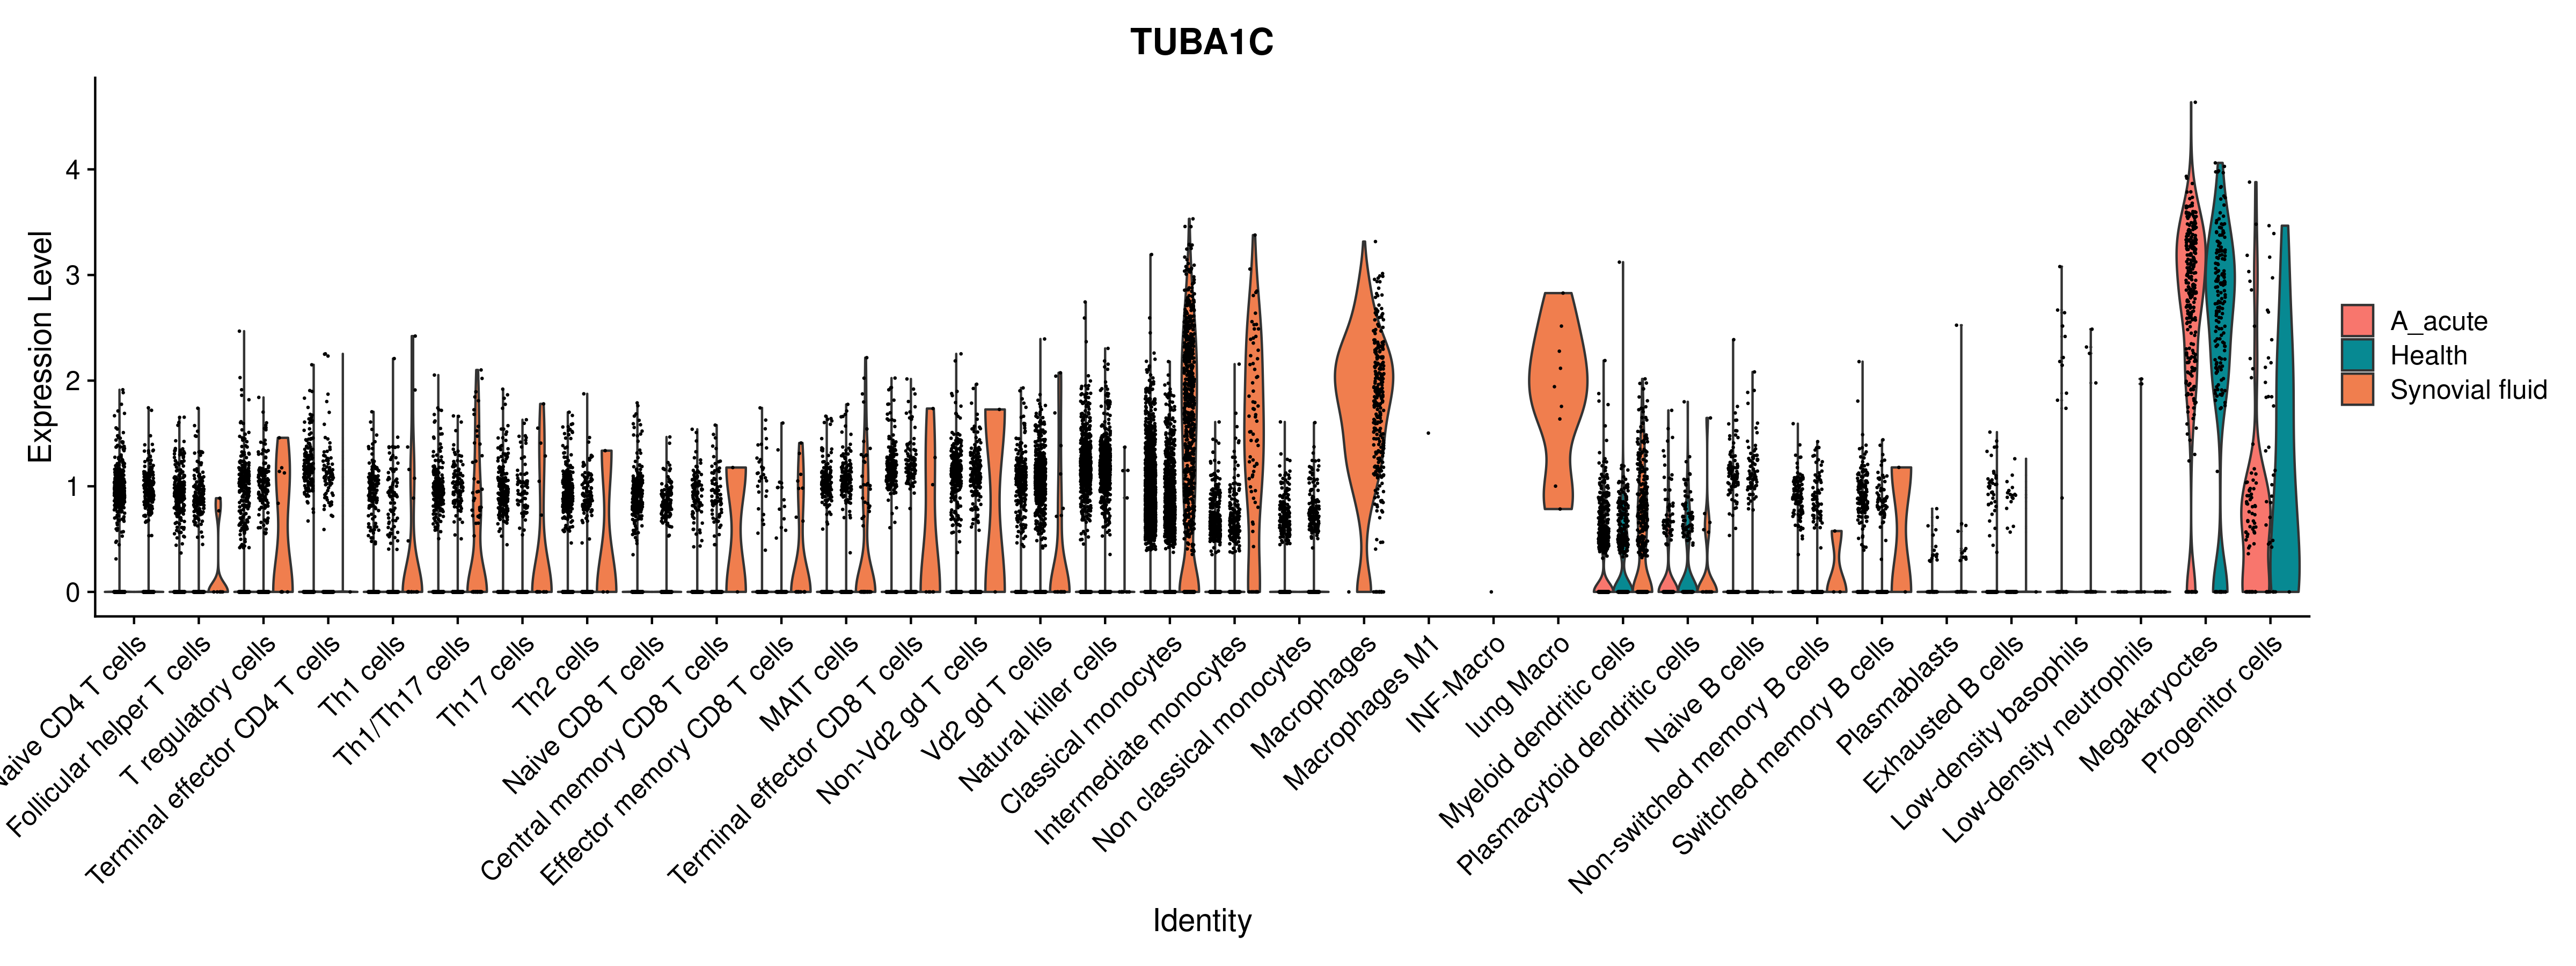 TUBA1C
Expression Level
4
3
2
1
0
Naive CD4 T cells
Follicular helper T cells
T regulatory cells
Terminal effector CD4 T cells
Th1 cells
Th1/Th17 cells
Th17 cells
Th2 cells
Naive CD8 T cells
Central memory CD8 T cells
Effector memory CD8 T cells
MAIT cells
Terminal effector CD8 T cells
Non-Vd2 gd T cells
Vd2 gd T cells
Natural killer cells
Classical monocytes
Intermediate monocytes
Non classical monocytes
Macrophages
Macrophages M1
INF-Macro
lung Macro
Myeloid dendritic cells
Plasmacytoid dendritic cells
Naive B cells
Non-switched memory B cells
Switched memory B cells
Plasmablasts
Exhausted B cells
Low-density basophils
Low-density neutrophils
Megakaryoctes
Progenitor cells
Identity
A_acute
Health
Synovial fluid